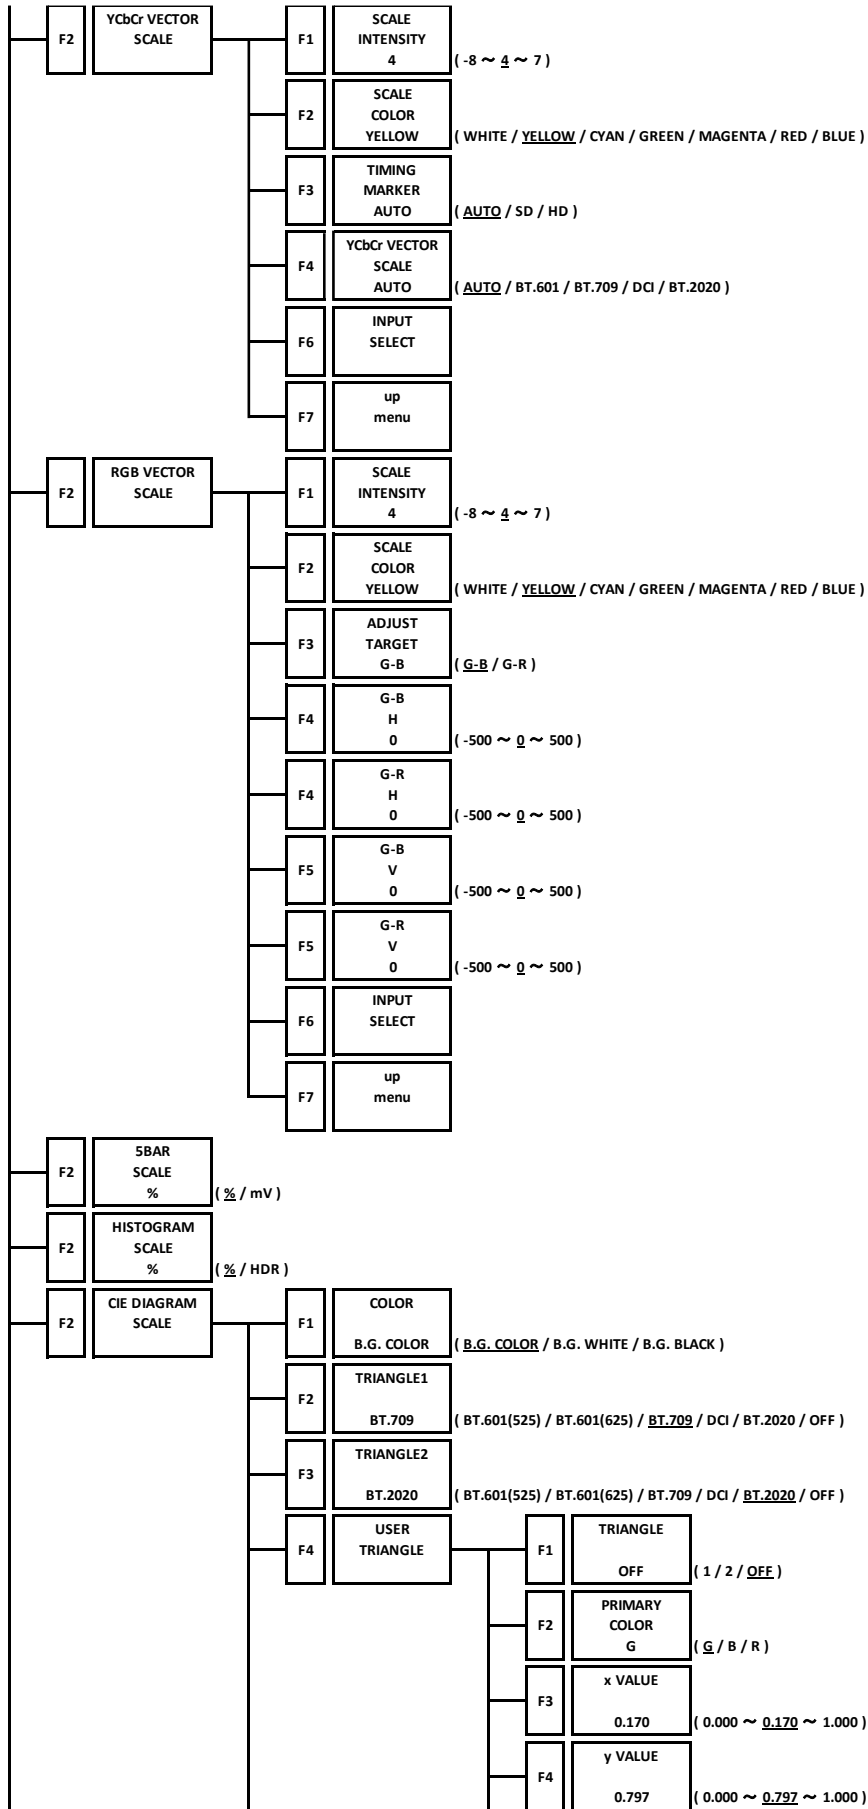 F2
YCbCr VECTOR
SCALE
F1
SCALE
INTENSITY
4
( -8 ～ 4 ～ 7 )
F2
SCALE
COLOR
YELLOW
( WHITE / YELLOW / CYAN / GREEN / MAGENTA / RED / BLUE )
F3
TIMING
MARKER
AUTO
( AUTO / SD / HD )
F4
YCbCr VECTOR
SCALE
AUTO
( AUTO / BT.601 / BT.709 / DCI / BT.2020 )
F6
INPUT
SELECT
F7
up
menu
F2
RGB VECTOR
SCALE
F1
SCALE
INTENSITY
4
( -8 ～ 4 ～ 7 )
F2
SCALE
COLOR
YELLOW
( WHITE / YELLOW / CYAN / GREEN / MAGENTA / RED / BLUE )
F3
ADJUST
TARGET
G-B
( G-B / G-R )
F4
G-B
H
0
( -500 ～ 0 ～ 500 )
F4
G-R
H
0
( -500 ～ 0 ～ 500 )
F5
G-B
V
0
( -500 ～ 0 ～ 500 )
F5
G-R
V
0
( -500 ～ 0 ～ 500 )
F6
INPUT
SELECT
F7
up
menu
F2
5BAR
SCALE
%
( % / mV )
F2
HISTOGRAM
SCALE
%
( % / HDR )
F2
CIE DIAGRAM
SCALE
F1
COLOR
B.G. COLOR
( B.G. COLOR / B.G. WHITE / B.G. BLACK )
F2
TRIANGLE1
BT.709
( BT.601(525) / BT.601(625) / BT.709 / DCI / BT.2020 / OFF )
F3
TRIANGLE2
BT.2020
( BT.601(525) / BT.601(625) / BT.709 / DCI / BT.2020 / OFF )
F4
USER
TRIANGLE
F1
TRIANGLE
OFF
( 1 / 2 / OFF )
F2
PRIMARY
COLOR
G
( G / B / R )
F3
x VALUE
0.170
( 0.000 ～ 0.170 ～ 1.000 )
F4
y VALUE
0.797
( 0.000 ～ 0.797 ～ 1.000 )